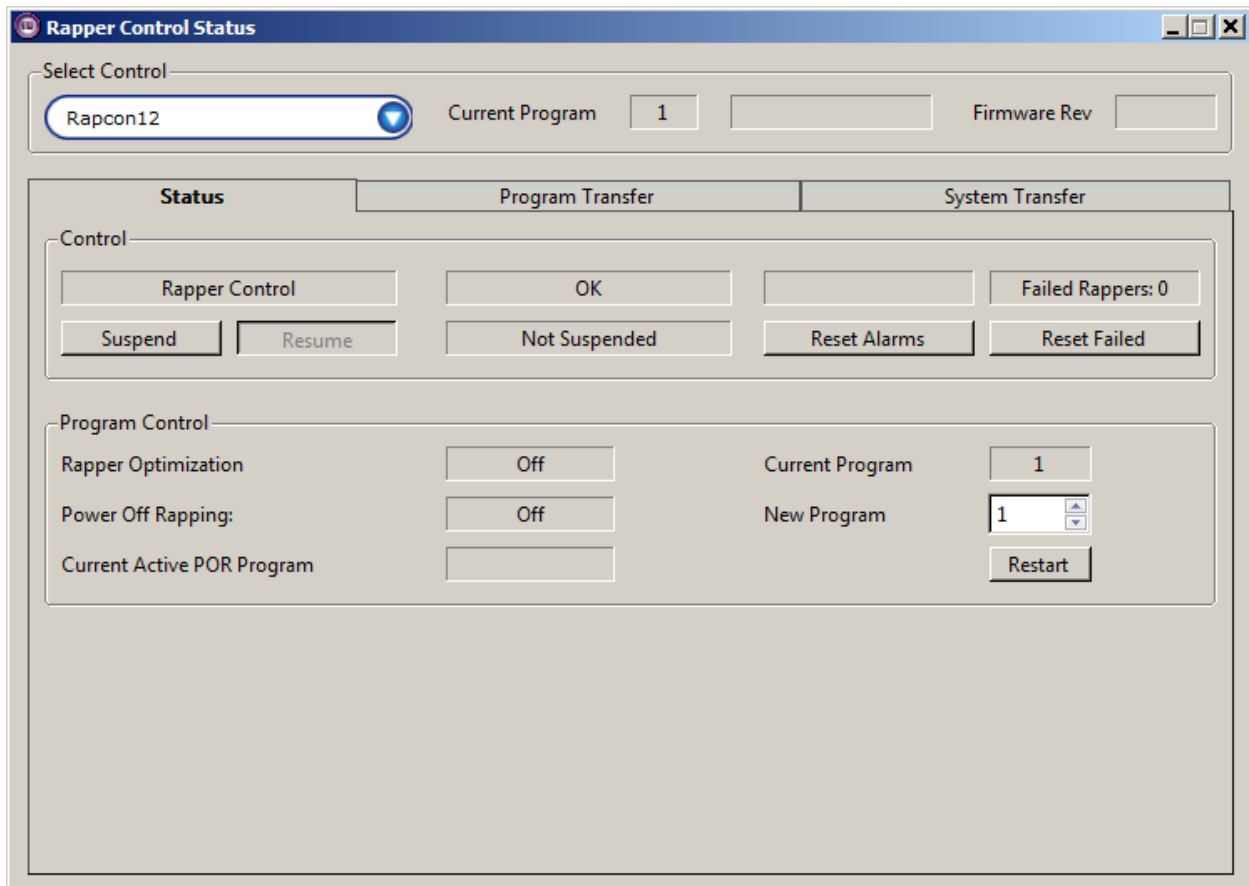 Rapper Control Status
Select Control
Rapcon12 Current Program 1 Firmware Rev
Status Program Transfer System Transfer
Control
Rapper Control OK Failed Rappers: 0
Suspend Resume Not Suspended Reset Alarms Reset Failed
Program Control
Rapper Optimization Off Current Program 1
Power Off Rapping: Off New Program 1
Current Active POR Program Restart